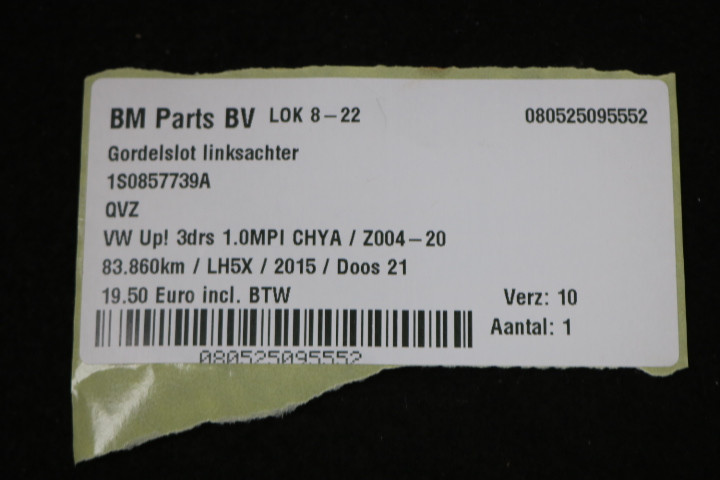 BM Parts BV LOK 8-22 080525095552
Gordelslot linksachter
1S0857739A
QVZ
VW Up! 3drs 1.0MPI CHYA / Z004-20
83.860km / LH5X / 2015 / Doos 21
19.50 Euro incl. BTW Verz: 10
Aantal: 1
080525095552